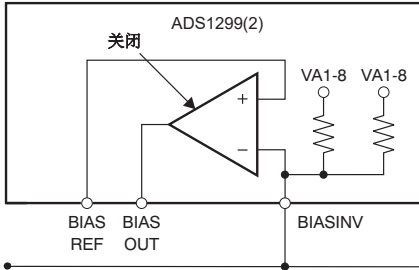 ADS1299(2)
关闭
VA1-8 VA1-8
+
−
BIAS REF
BIAS OUT
BIASINV